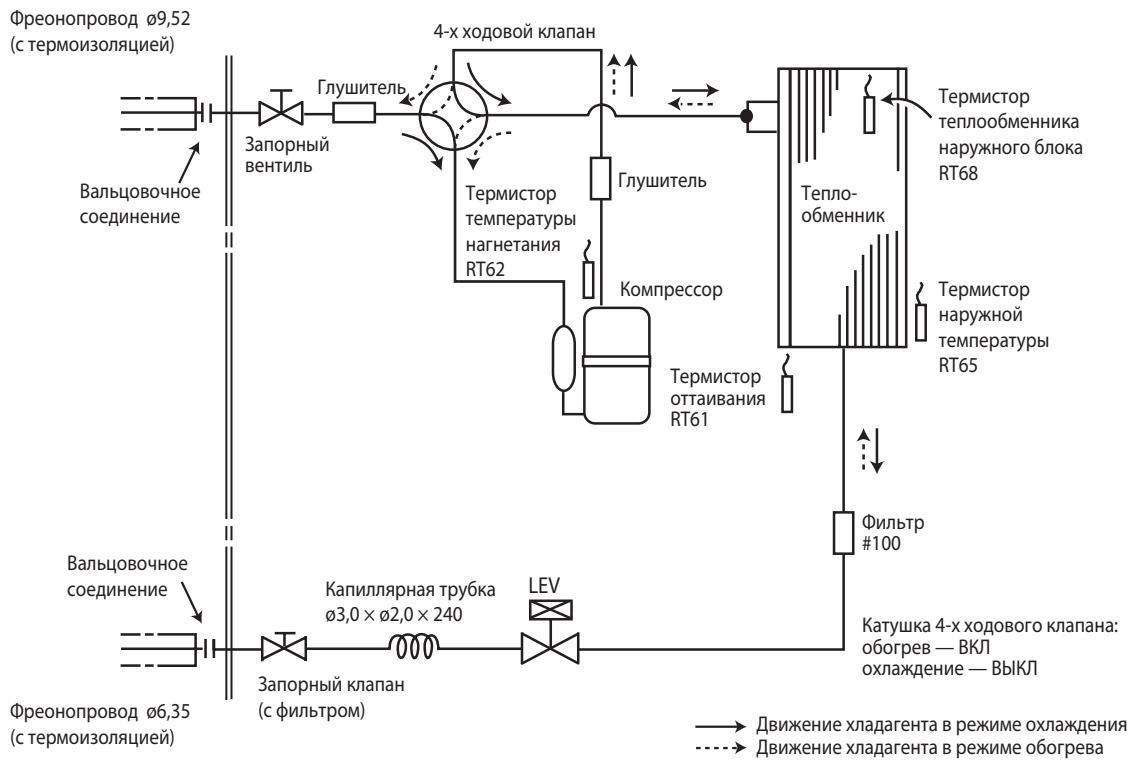 Фреонопровод ø9,52
(с термоизоляцией)
4-х ходовой клапан
Глушитель
Запорный
вентиль
Вальцовочное
соединение
Термистор
температуры
нагнетания
RT62
Глушитель
Компрессор
Тепло-
обменник
Термистор
теплообменника
наружного блока
RT68
Термистор
наружной
температуры
RT65
Термистор
оттаивания
RT61
Фильтр
#100
Вальцовочное
соединение
Капиллярная трубка
ø3,0 × ø2,0 × 240
LEV
Запорный клапан
(с фильтром)
Катушка 4-х ходового клапана:
обогрев — ВКЛ
охлаждение — ВЫКЛ
Фреонопровод ø6,35
(с термоизоляцией)
Движение хладагента в режиме охлаждения
Движение хладагента в режиме обогрева